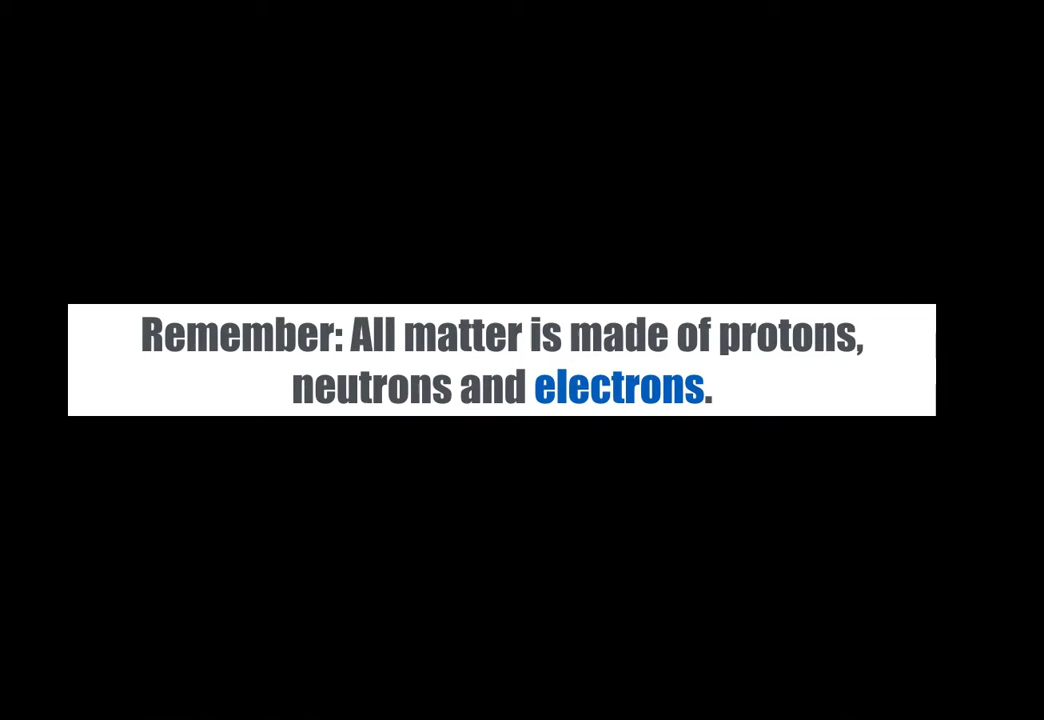 Remember: All matter is made of protons,
neutrons and electrons.